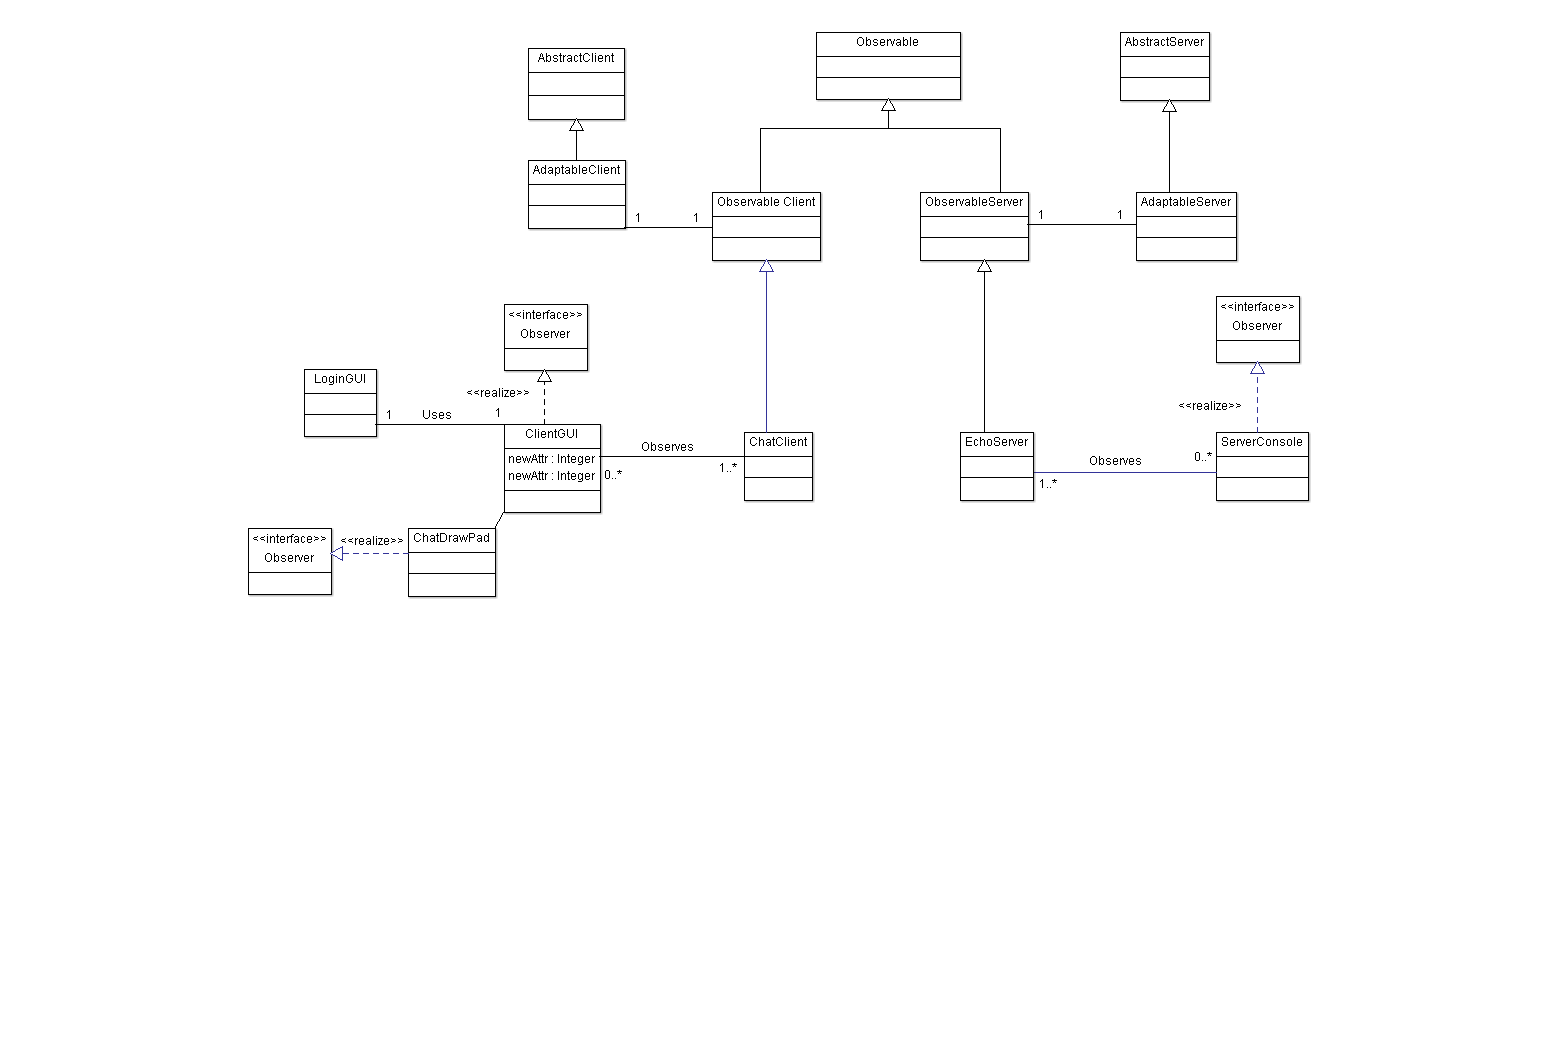 Observable
AbstractServer
AbstractClient
AdaptableClient
Observable Client
ObservableServer
AdaptableServer
1
1
1
1
<<interface>>
Observer
<<interface>>
Observer
LoginGUI
<<realize>>
<<realize>>
1
Uses
1
ClientGUI
newAttr : Integer
newAttr : Integer
0..*
Observes
1..*
ChatClient
EchoServer
1..*
Observes
0..*
ServerConsole
<<interface>>
Observer
<<realize>>
ChatDrawPad